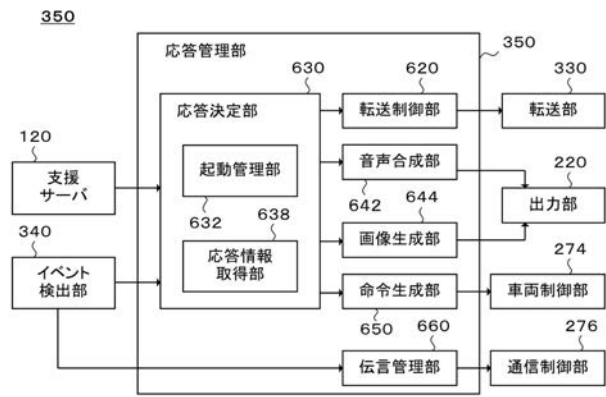 350
応答管理部
350
630
620
330
応答決定部
転送制御部
転送部
120
支援
サーバ
起動管理部
632
音声合成部
642
220
出力部
638
644
応答情報
取得部
画像生成部
340
イベント
検出部
274
命令生成部
車両制御部
650
660
276
伝言管理部
通信制御部